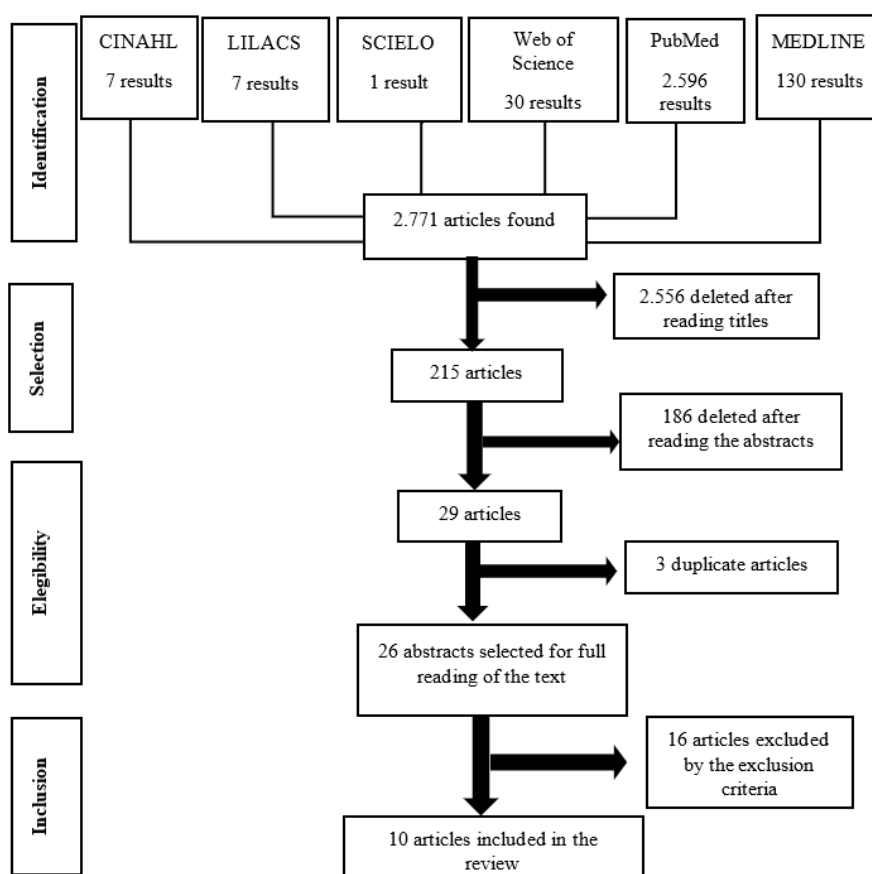 Identification
CINAHL
7 results
LILACS
7 results
SCIELO
1 result
Web of
Science
30 results
PubMed
2.596
results
MEDLINE
130 results
2.771 articles found
2.556 deleted after
reading titles
Selection
215 articles
186 deleted after
reading the abstracts
Elegibility
29 articles
3 duplicate articles
26 abstracts selected for full
reading of the text
Inclusion
16 articles excluded
by the exclusion
criteria
10 articles included in the
review